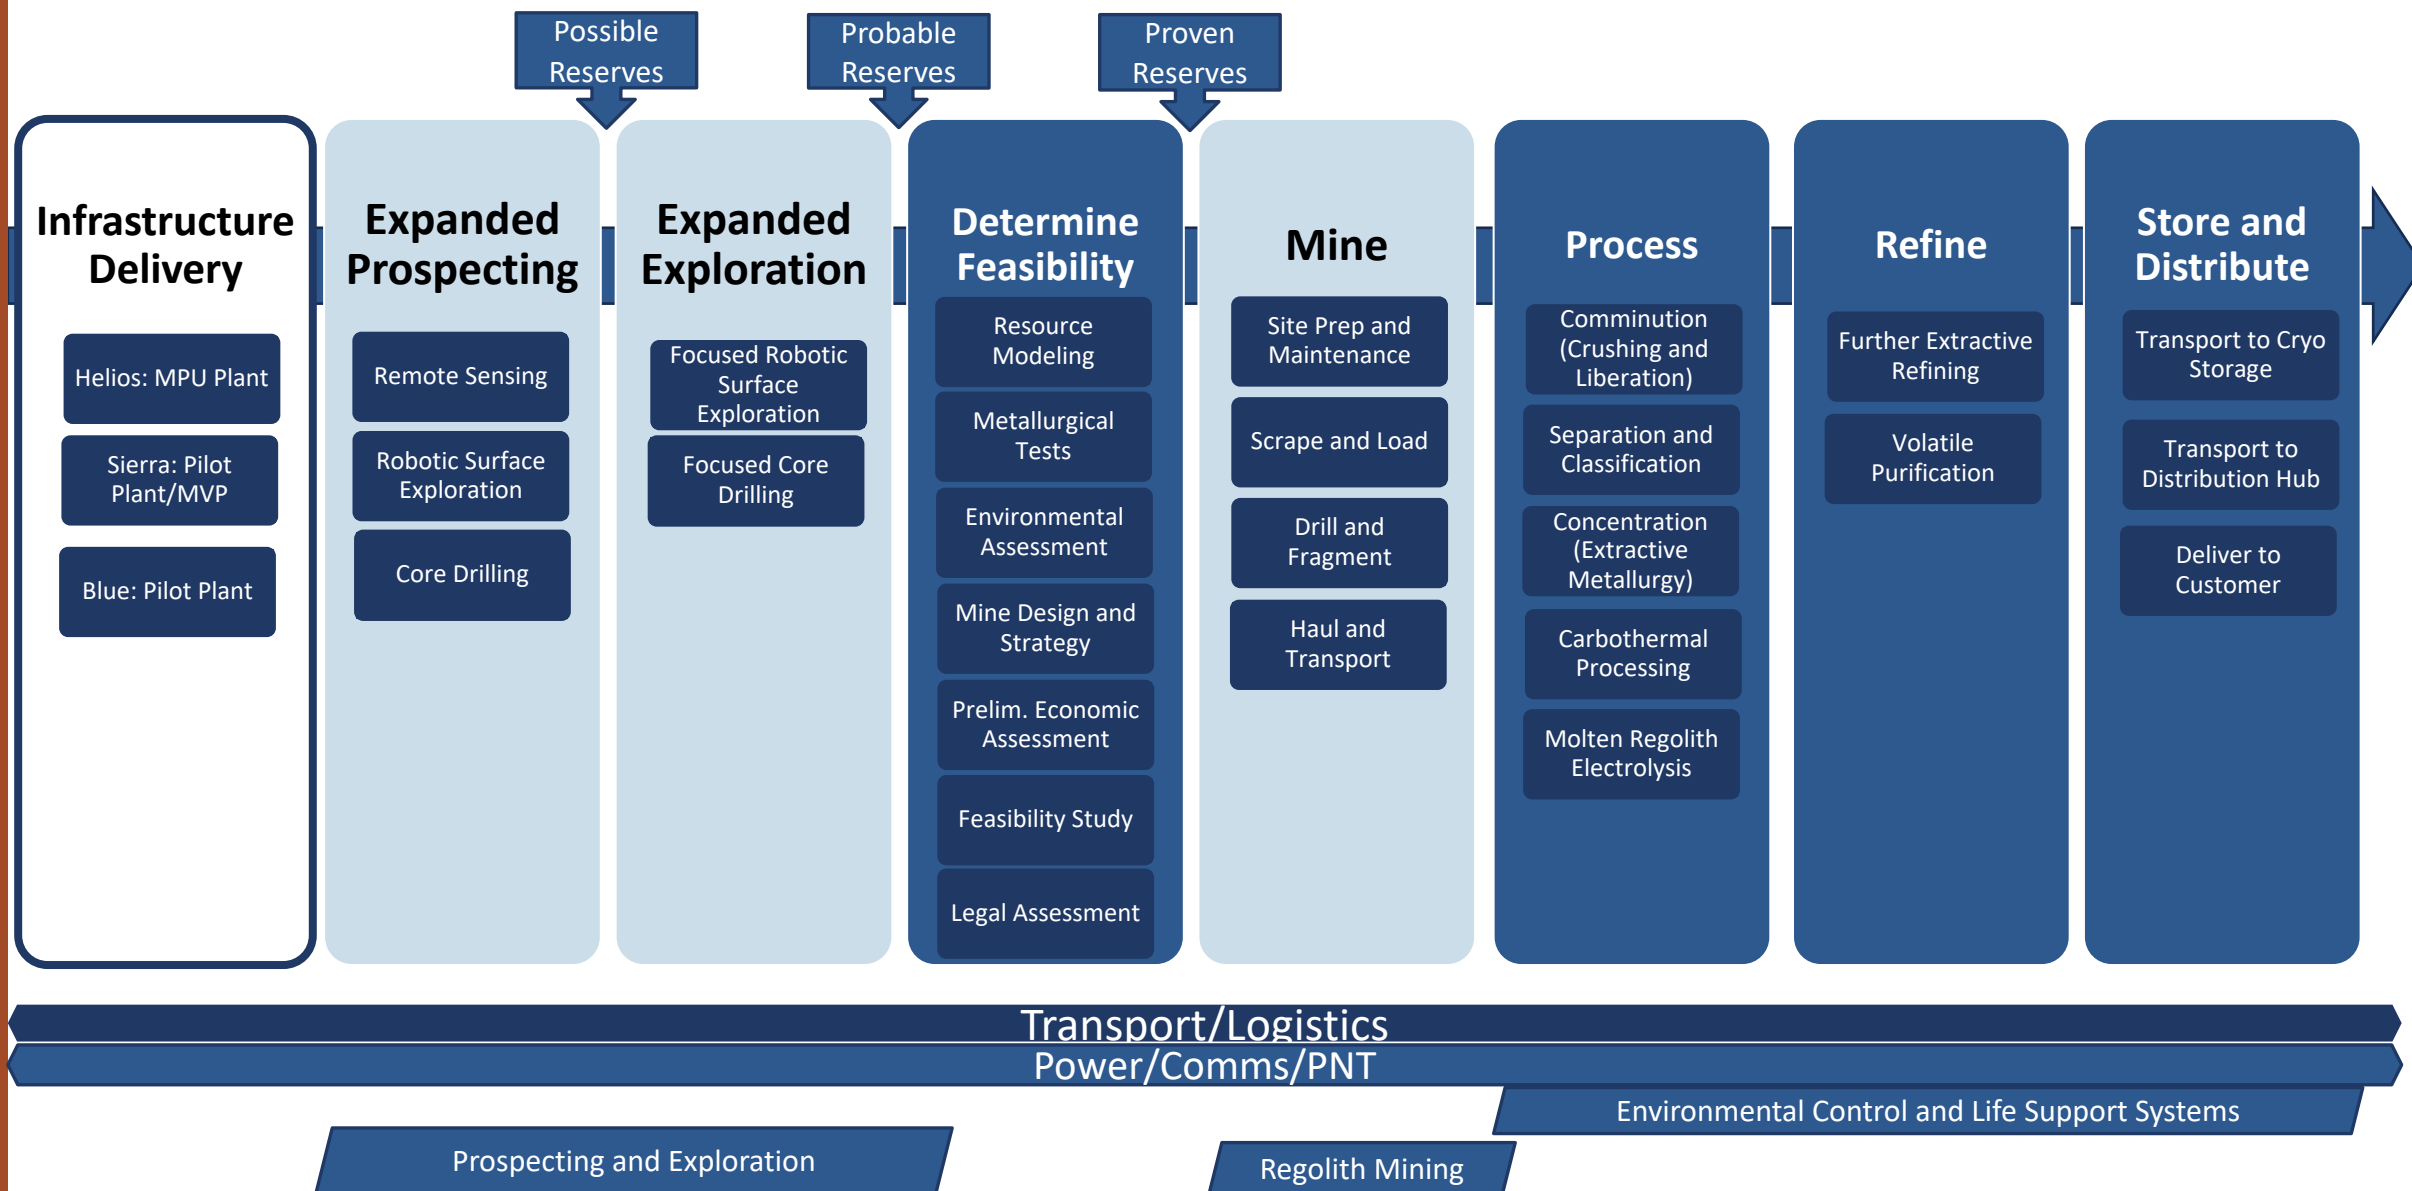 Possible
Reserves
Probable
Reserves
Proven
Reserves
Infrastructure
Delivery
Helios: MPU Plant
Sierra: Pilot
Plant/MVP
Blue: Pilot Plant
Expanded
Prospecting
Remote Sensing
Robotic Surface
Exploration
Core Drilling
Expanded
Exploration
Focused Robotic
Surface
Exploration
Focused Core
Drilling
Determine
Feasibility
Resource
Modeling
Metallurgical
Tests
Environmental
Assessment
Mine Design and
Strategy
Prelim. Economic
Assessment
Feasibility Study
Legal Assessment
Mine
Site Prep and
Maintenance
Scrape and Load
Drill and
Fragment
Haul and
Transport
Process
Comminution
(Crushing and
Liberation)
Separation and
Classification
Concentration
(Extractive
Metallurgy)
Carbothermal
Processing
Molten Regolith
Electrolysis
Refine
Further Extractive
Refining
Volatile
Purification
Store and
Distribute
Transport to Cryo
Storage
Transport to
Distribution Hub
Deliver to
Customer
Transport/Logistics
Power/Comms/PNT
Environmental Control and Life Support Systems
Prospecting and Exploration
Regolith Mining